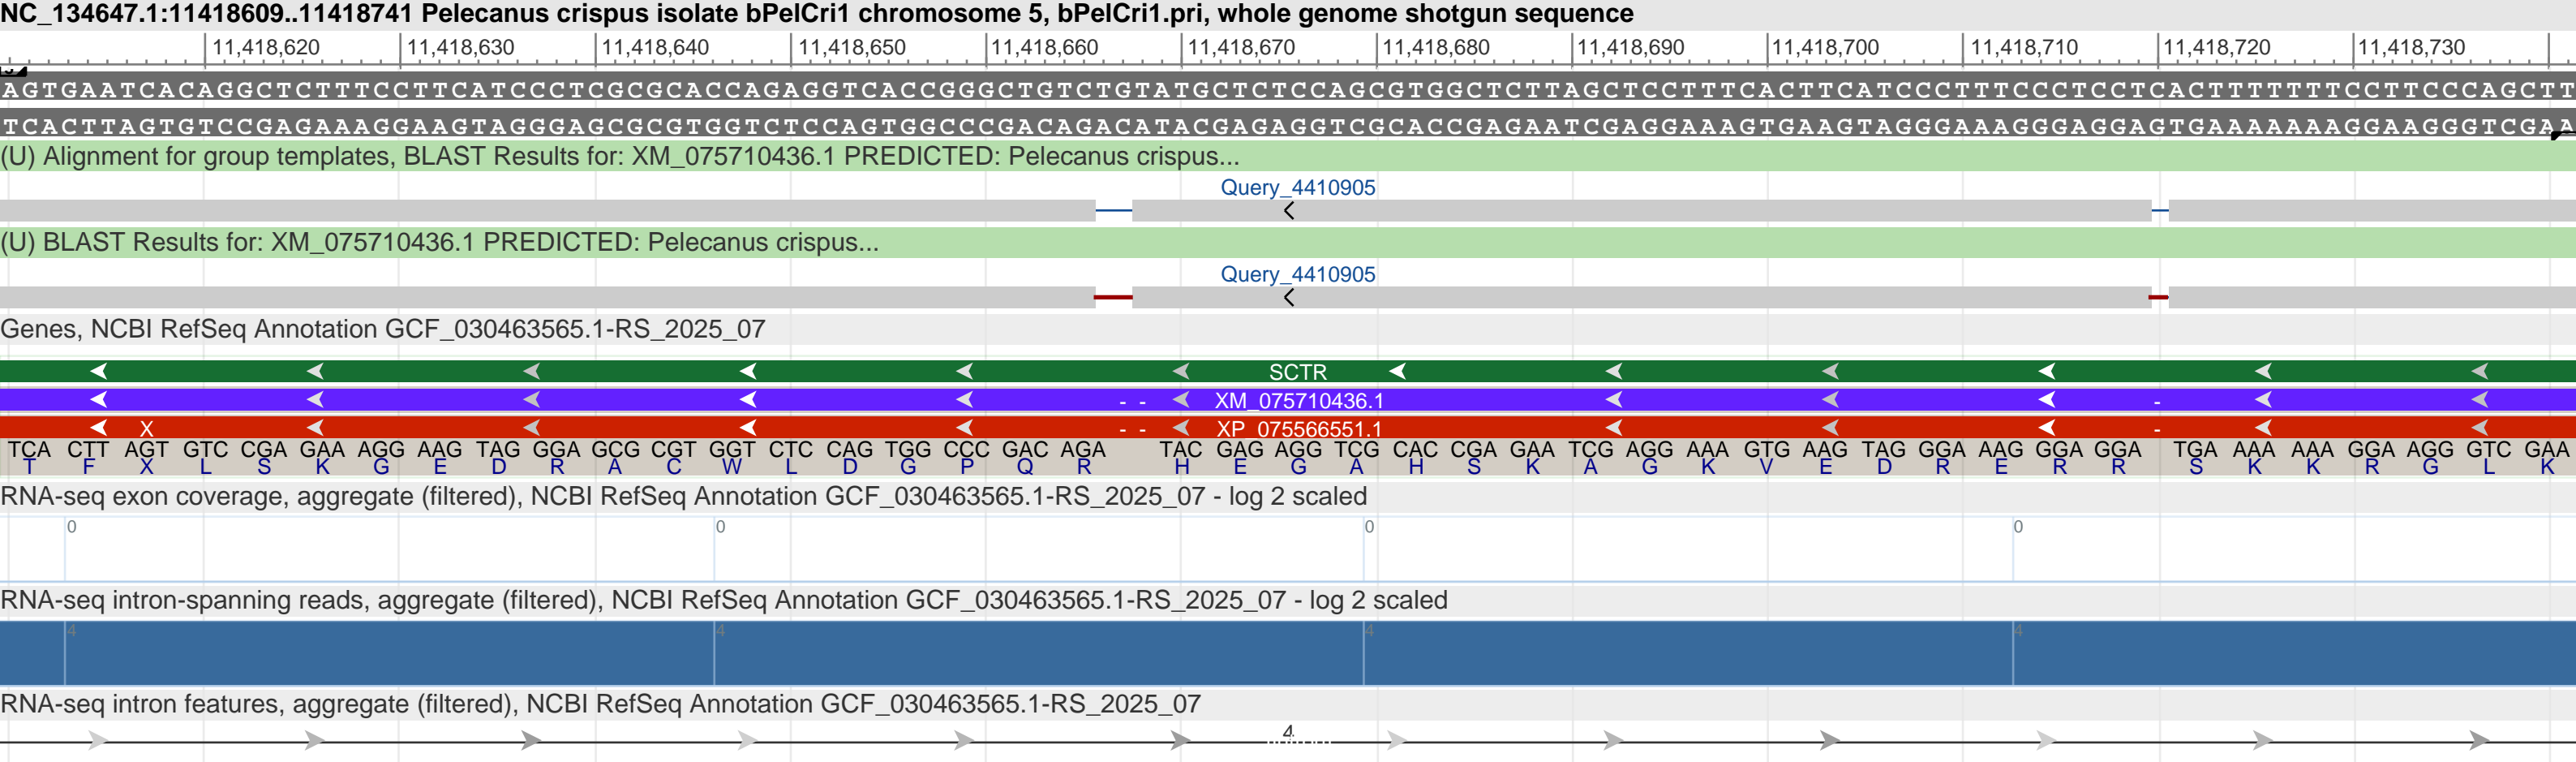 NC_134647.1:11418609..11418741 Pelecanus crispus isolate bPelCri1 chromosome 5, bPelCri1.pri, whole genome shotgun sequence
11,418,620 11,418,630 11,418,640 11,418,650 11,418,660 11,418,670 11,418,680 11,418,690 11,418,700 11,418,710 11,418,720 11,418,730
AGTGAATCACAGGCTCTTTCCTTCATCCCTCGCGCACCAGAGGTCACCGGGCTGTCTGTATGCTCTCCAGCGTGGCTCTTAGCTCCTTTCACTTCATCCCTTTCCCTCCTCACTTTTTTTCCTTCCCAGCTT
TCACTTAGTGTCCGAGAAAGGAAGTAGGGAGCGCGTGGTCTCCAGTGGCCCGACAGACATACGAGAGGTCGCACCGAGAATCGAGGAAAGTGAAGTAGGGAAAGGGAGGAGTGAAAAAAAGGAAGGGTCGAA
(U) Alignment for group templates, BLAST Results for: XM_075710436.1 PREDICTED: Pelecanus crispus...
Query_4410905
(U) BLAST Results for: XM_075710436.1 PREDICTED: Pelecanus crispus...
Query_4410905
Genes, NCBI RefSeq Annotation GCF_030463565.1-RS_2025_07
SCTR
- - XM_075710436.1 -
X - - XP_075566551.1 -
TCA CTT AGT GTC CGA GAA AGG AAG TAG GGA GCG CGT GGT CTC CAG TGG CCC GAC AGA TAC GAG AGG TCG CAC CGA GAA TCG AGG AAA GTG AAG TAG GGA AAG GGA GGA TGA AAA AAA GGA AGG GTC GAA
T F X L S K G E D R A C W L D G P Q R H E G A H S K A G K V E D R E R R S K K R G L K
RNA-seq exon coverage, aggregate (filtered), NCBI RefSeq Annotation GCF_030463565.1-RS_2025_07 - log 2 scaled
0 0 0 0
RNA-seq intron-spanning reads, aggregate (filtered), NCBI RefSeq Annotation GCF_030463565.1-RS_2025_07 - log 2 scaled
4 4 4 4
RNA-seq intron features, aggregate (filtered), NCBI RefSeq Annotation GCF_030463565.1-RS_2025_07
4